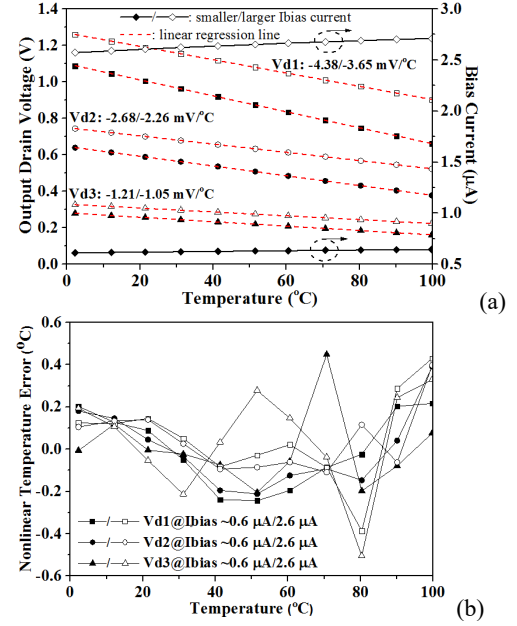 (a)
◆/◇: smaller/larger Ibias current
- - -: linear regression line
Vd1: -4.38/-3.65 mV/°C
Vd2: -2.68/-2.26 mV/°C
Vd3: -1.21/-1.05 mV/°C
Output Drain Voltage (V)
1.4
1.2
1.0
0.8
0.6
0.4
0.2
0.0
Bias Current (μA)
3.0
2.5
2.0
1.5
1.0
0.5
0 20 40 60 80 100
Temperature (°C)
(a)
Nonlinear Temperature Error (°C)
0.6
0.4
0.2
0.0
-0.2
-0.4
-0.6
■/□ Vd1@Ibias ~0.6 μA/2.6 μA
●/○ Vd2@Ibias ~0.6 μA/2.6 μA
▲/△ Vd3@Ibias ~0.6 μA/2.6 μA
0 20 40 60 80 100
Temperature (°C)
(b)